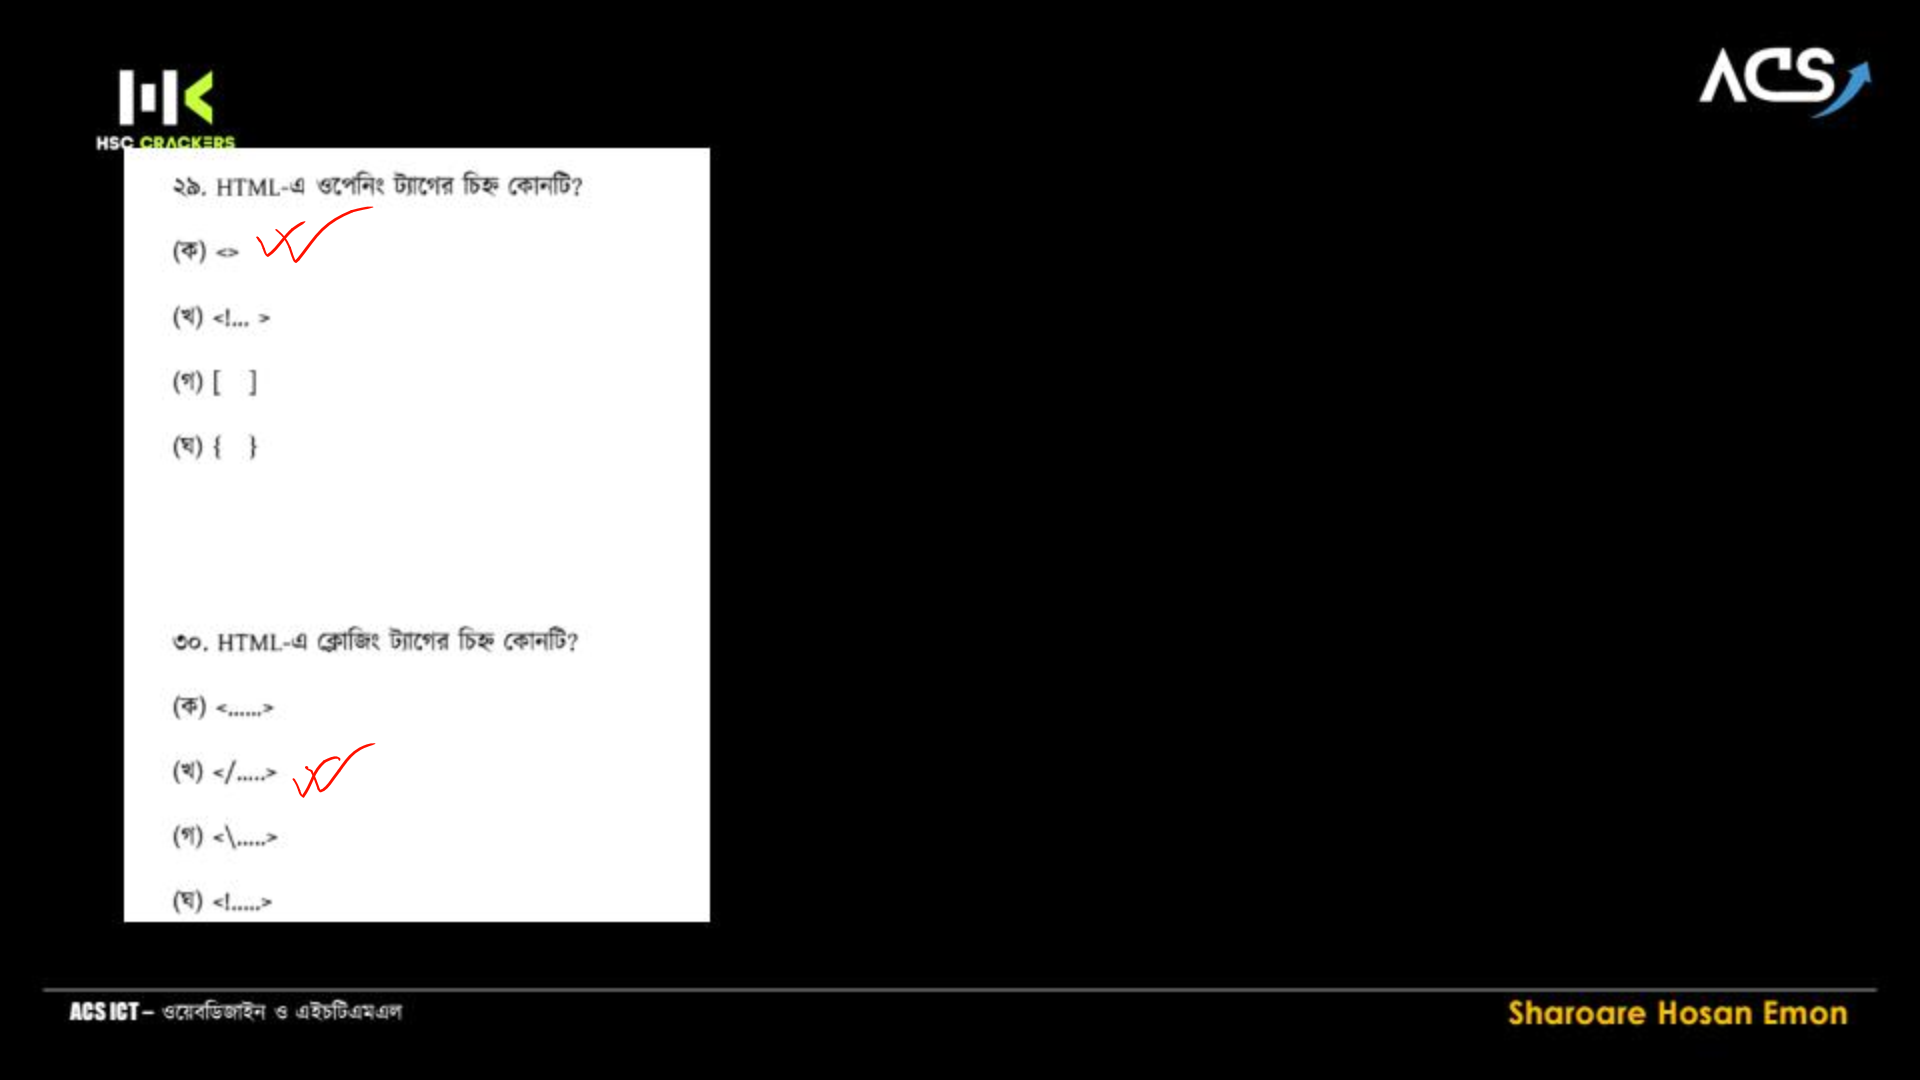 HSC CRACKERS
ACS
২৯. HTML-এ ওপেনিং ট্যাগের চিহ্ন কোনটি?
(ক) <>
(খ) <!... >
(গ) [ ]
(ঘ) { }
৩০. HTML-এ ক্লোজিং ট্যাগের চিহ্ন কোনটি?
(ক) <......>
(খ) </.....>
(গ) <\.....>
(ঘ) <!.....>
ACS ICT – ওয়েবডিজাইন ও এইচটিএমএল
Sharoare Hosan Emon